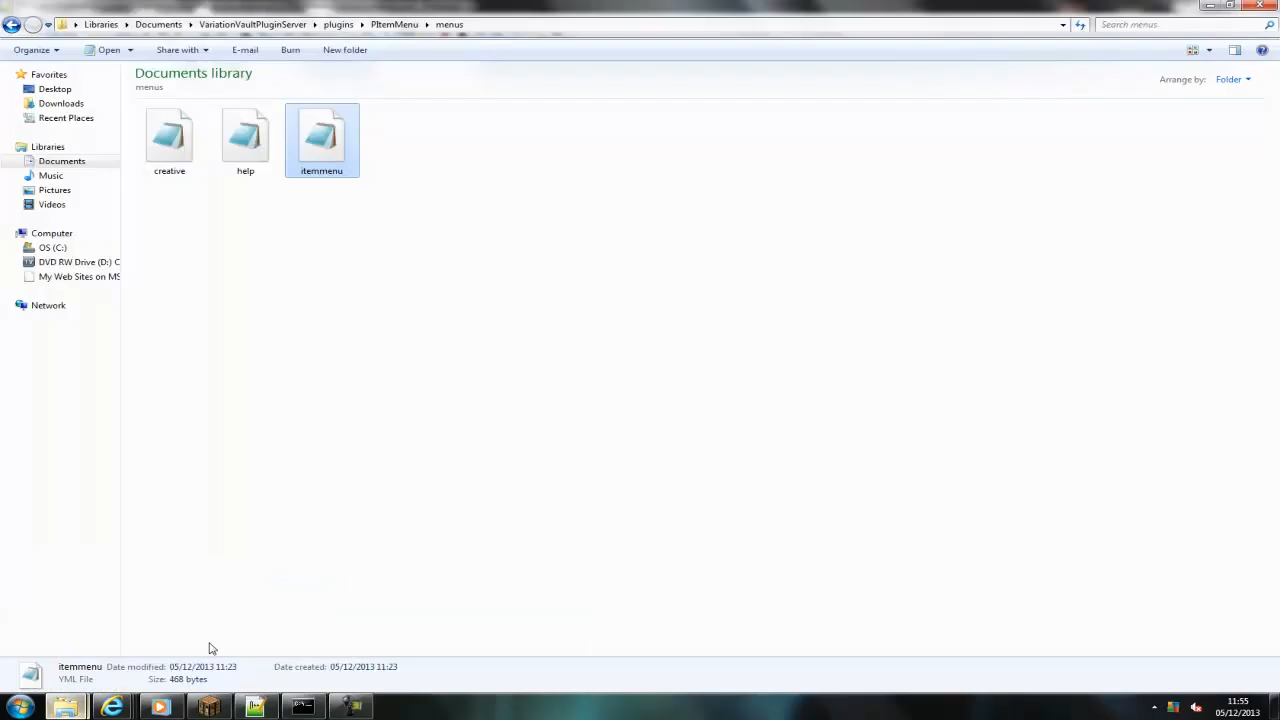 Libraries Documents VariationVaultPluginServer plugins PItemMenu menus Search menus
Organize Open Share with E-mail Burn New folder
Favorites
Desktop
Downloads
Recent Places
Libraries
Documents
Music
Pictures
Videos
Computer
OS (C:)
DVD RW Drive (D:) C
My Web Sites on MS
Network
Documents library
menus
Arrange by: Folder
creative help itemmenu
itemmenu Date modified: 05/12/2013 11:23 Date created: 05/12/2013 11:23
YML File Size: 468 bytes
11:55
05/12/2013